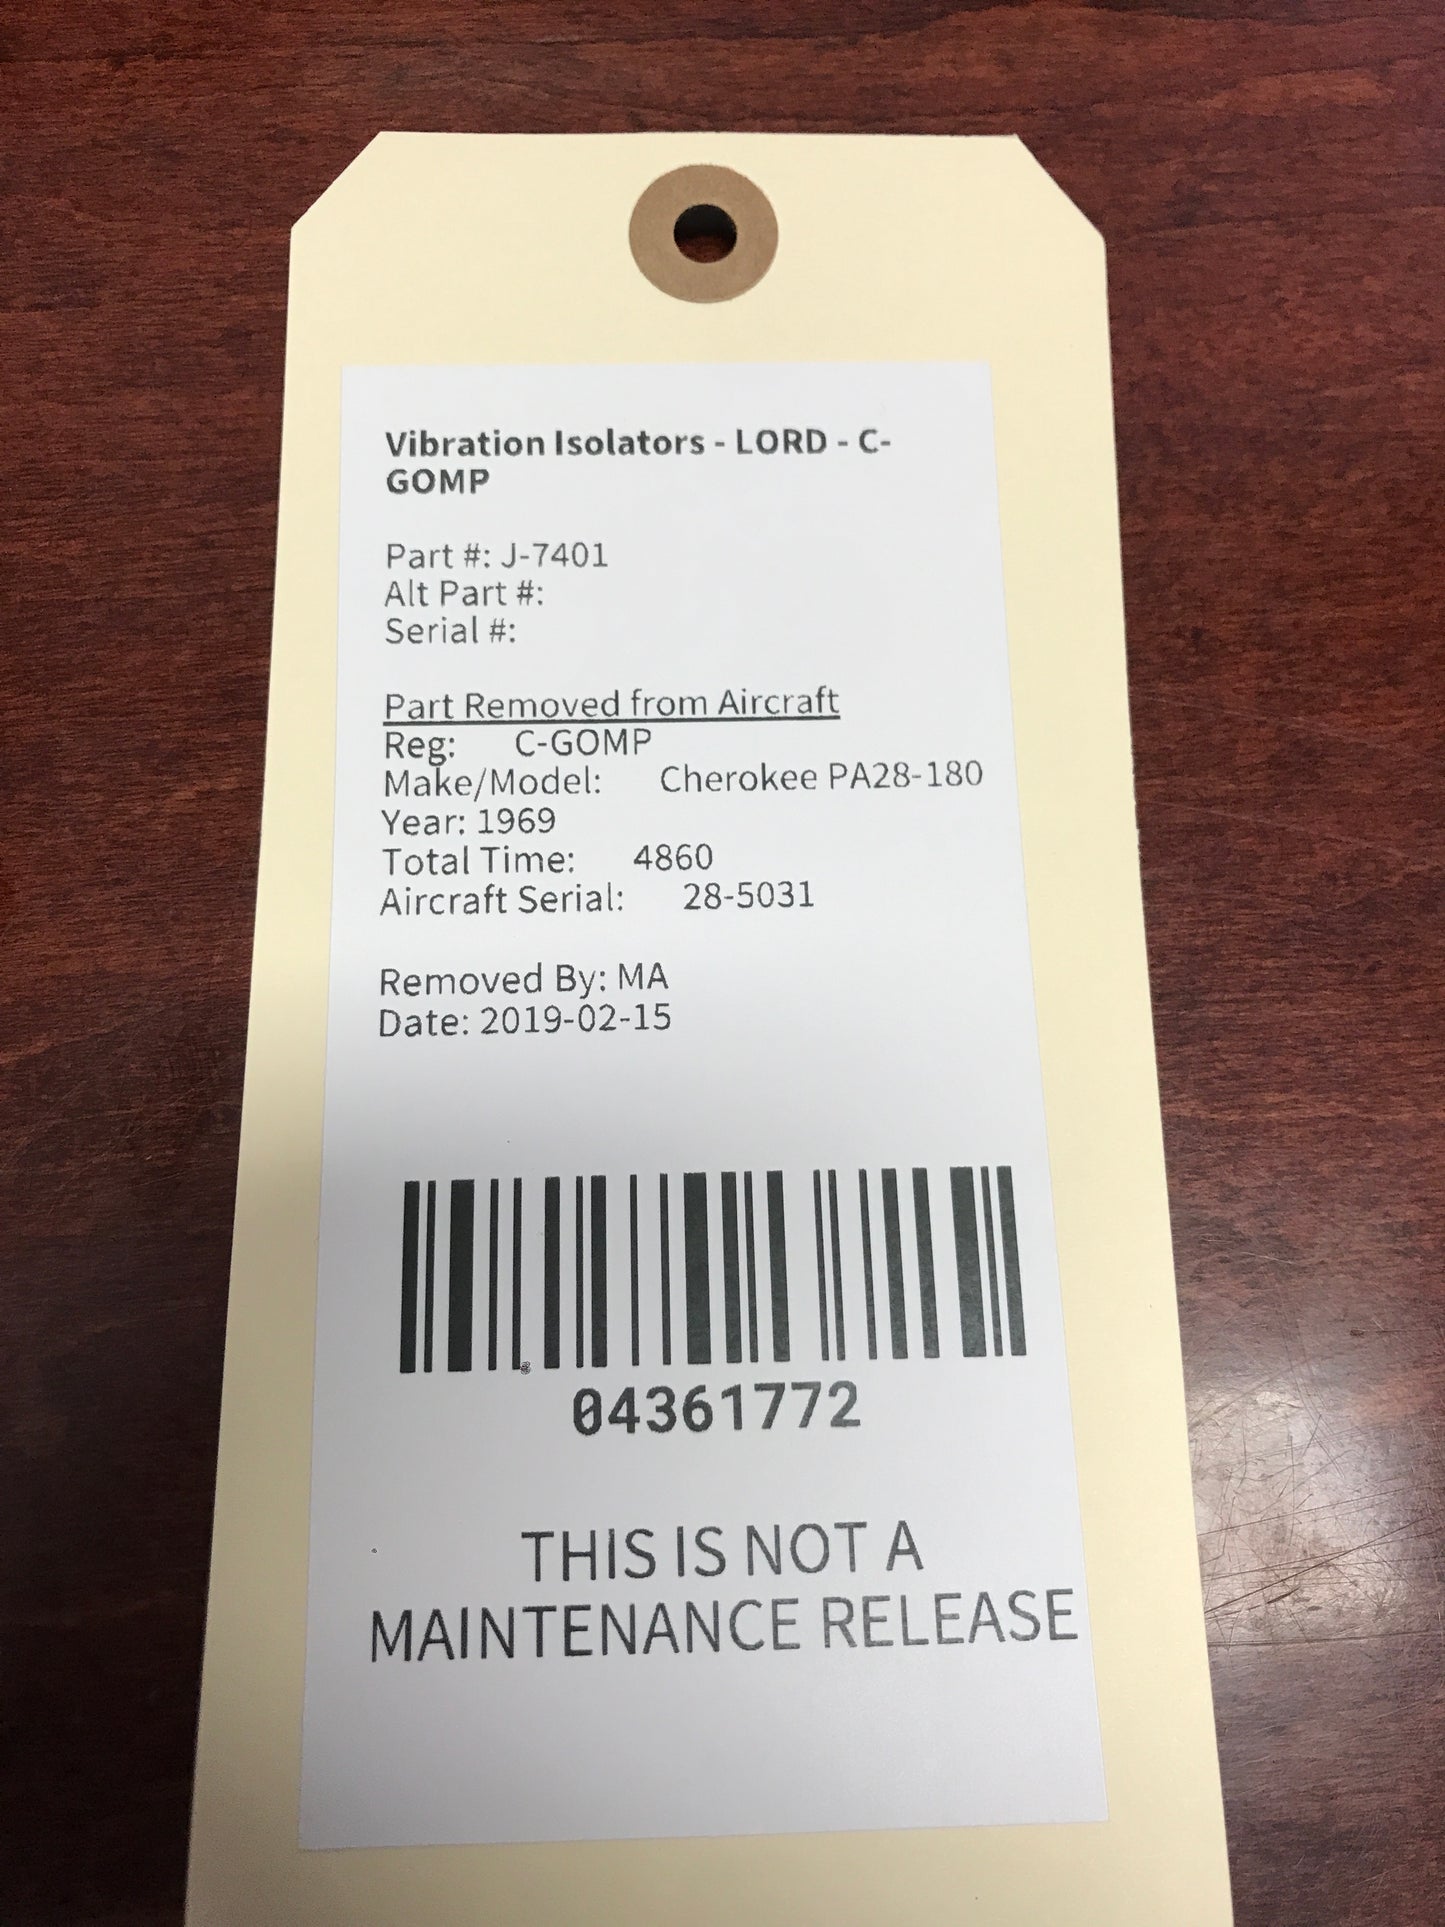 Vibration Isolators - LORD - C-
GOMP
Part #: J-7401
Alt Part #:
Serial #:
Part Removed from Aircraft
Reg: C-GOMP
Make/Model: Cherokee PA28-180
Year: 1969
Total Time: 4860
Aircraft Serial: 28-5031
Removed By: MA
Date: 2019-02-15
04361772
THIS IS NOT A
MAINTENANCE RELEASE